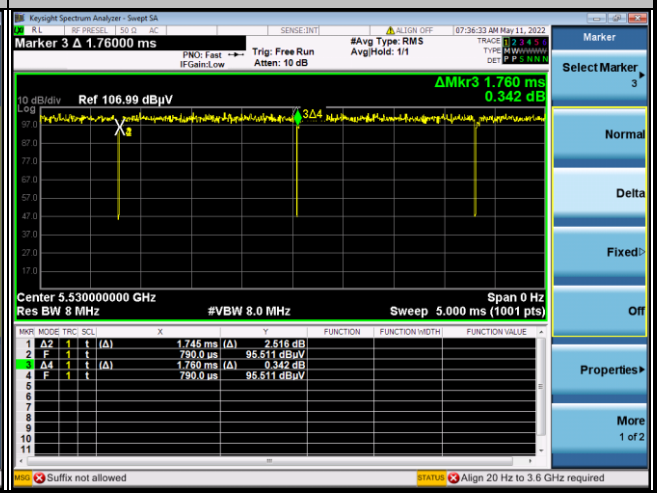 Keysight Spectrum Analyzer - Swept SA
RL RF PRESEL 50 Ω AC SENSE:INT ALIGN OFF 07:36:33 AM May 11, 2022
Marker 3 Δ 1.76000 ms
PNO: Fast
IFGain:Low
Trig: Free Run
Atten: 10 dB
#Avg Type: RMS
Avg|Hold: 1/1
TRACE 1 2 3 4 5 6
TYPE MWWWWW
DET P P S N N N
Marker
Select Marker
3
Normal
Delta
Fixed
Off
Properties
More
1 of 2
ΔMkr3 1.760 ms
0.342 dB
10 dB/div Ref 106.99 dBµV
Log
97.0
87.0
77.0
67.0
57.0
47.0
37.0
27.0
17.0
3Δ4
Center 5.530000000 GHz Span 0 Hz
Res BW 8 MHz #VBW 8.0 MHz Sweep 5.000 ms (1001 pts)
MKR MODE TRC SCL X Y FUNCTION FUNCTION WIDTH FUNCTION VALUE
1 Δ2 1 t (Δ) 1.745 ms (Δ) 2.516 dB
2 F 1 t 790.0 µs 95.511 dBµV
3 Δ4 1 t (Δ) 1.760 ms (Δ) 0.342 dB
4 F 1 t 790.0 µs 95.511 dBµV
5
6
7
8
9
10
11
MSG Suffix not allowed STATUS Align 20 Hz to 3.6 GHz required